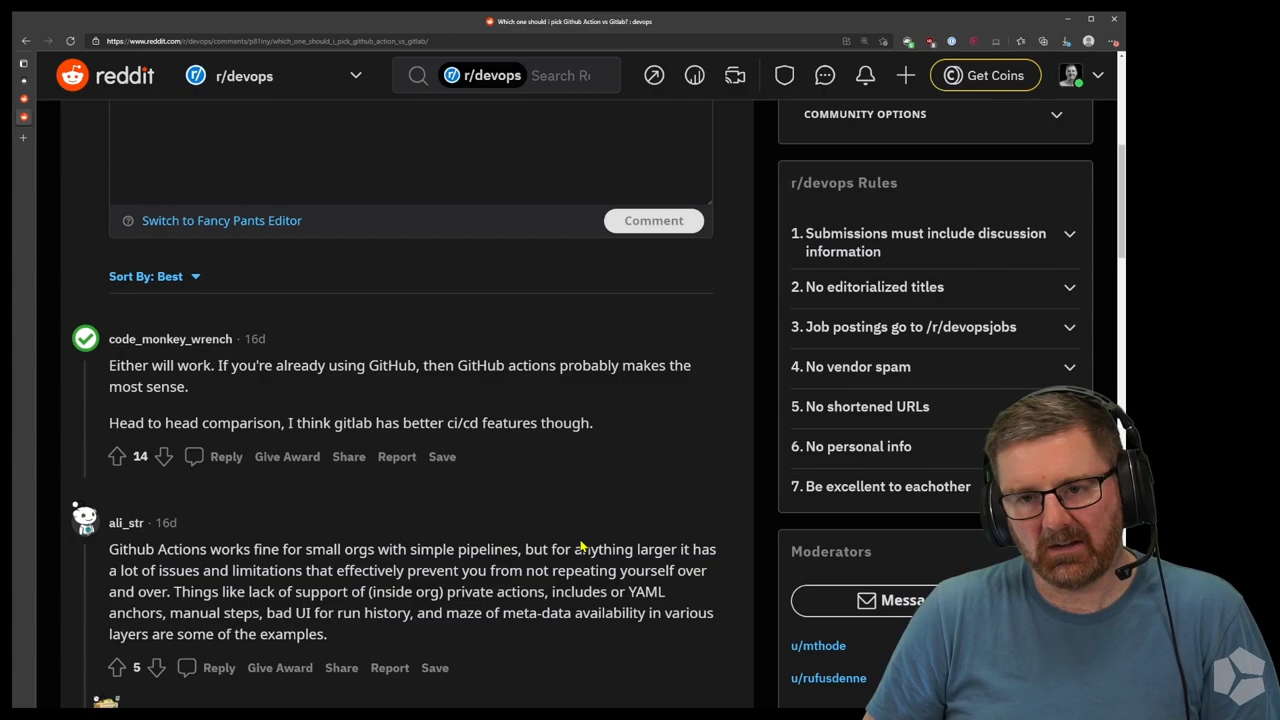 Which one should i pick Github Action vs Gitlab? : devops
https://www.reddit.com/r/devops/comments/p81iny/which_one_should_i_pick_github_action_vs_gitlab/
reddit
r/devops
r/devops
Search Re
Get Coins
COMMUNITY OPTIONS
Switch to Fancy Pants Editor
Comment
Sort By: Best
code_monkey_wrench · 16d
Either will work. If you're already using GitHub, then GitHub actions probably makes the
most sense.
Head to head comparison, I think gitlab has better ci/cd features though.
14
Reply
Give Award
Share
Report
Save
ali_str · 16d
Github Actions works fine for small orgs with simple pipelines, but for anything larger it has
a lot of issues and limitations that effectively prevent you from not repeating yourself over
and over. Things like lack of support of (inside org) private actions, includes or YAML
anchors, manual steps, bad UI for run history, and maze of meta-data availability in various
layers are some of the examples.
5
Reply
Give Award
Share
Report
Save
r/devops Rules
1. Submissions must include discussion
information
2. No editorialized titles
3. Job postings go to /r/devopsjobs
4. No vendor spam
5. No shortened URLs
6. No personal info
7. Be excellent to eachother
Moderators
Messa
u/mthode
u/rufusdenne